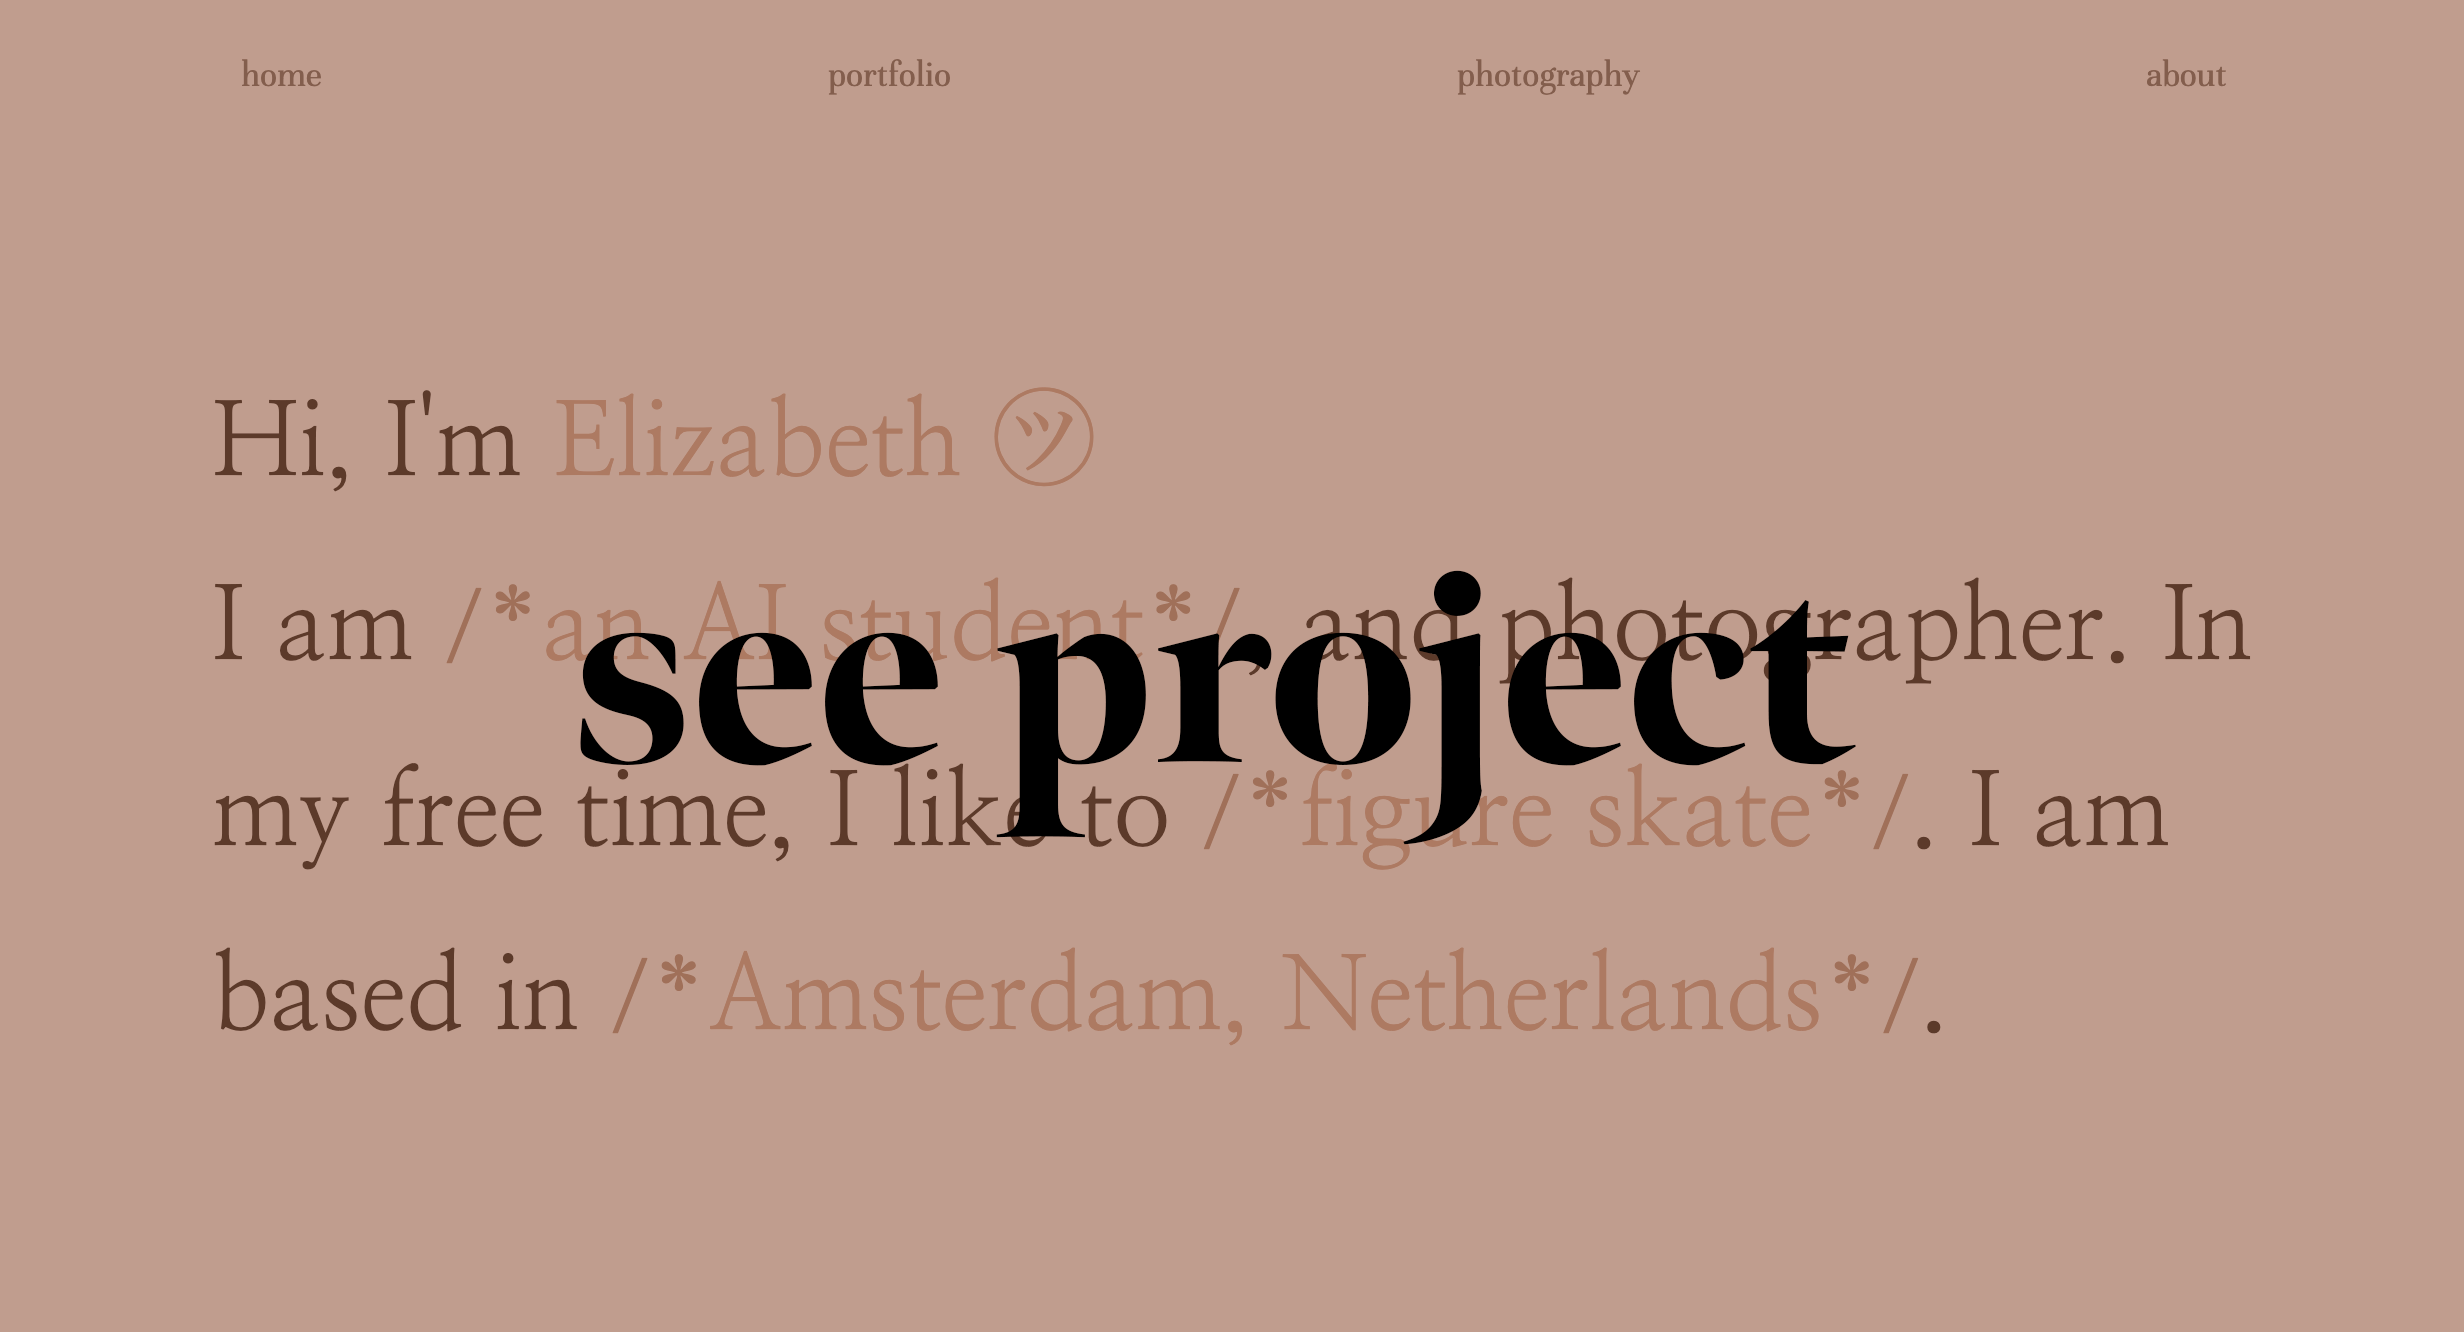 home portfolio photography about
Hi, I'm Elizabeth ツ
I am /*an AI student*/, and photographer. In
see project
my free time, I like to /*figure skate*/. I am
based in /*Amsterdam, Netherlands*/.